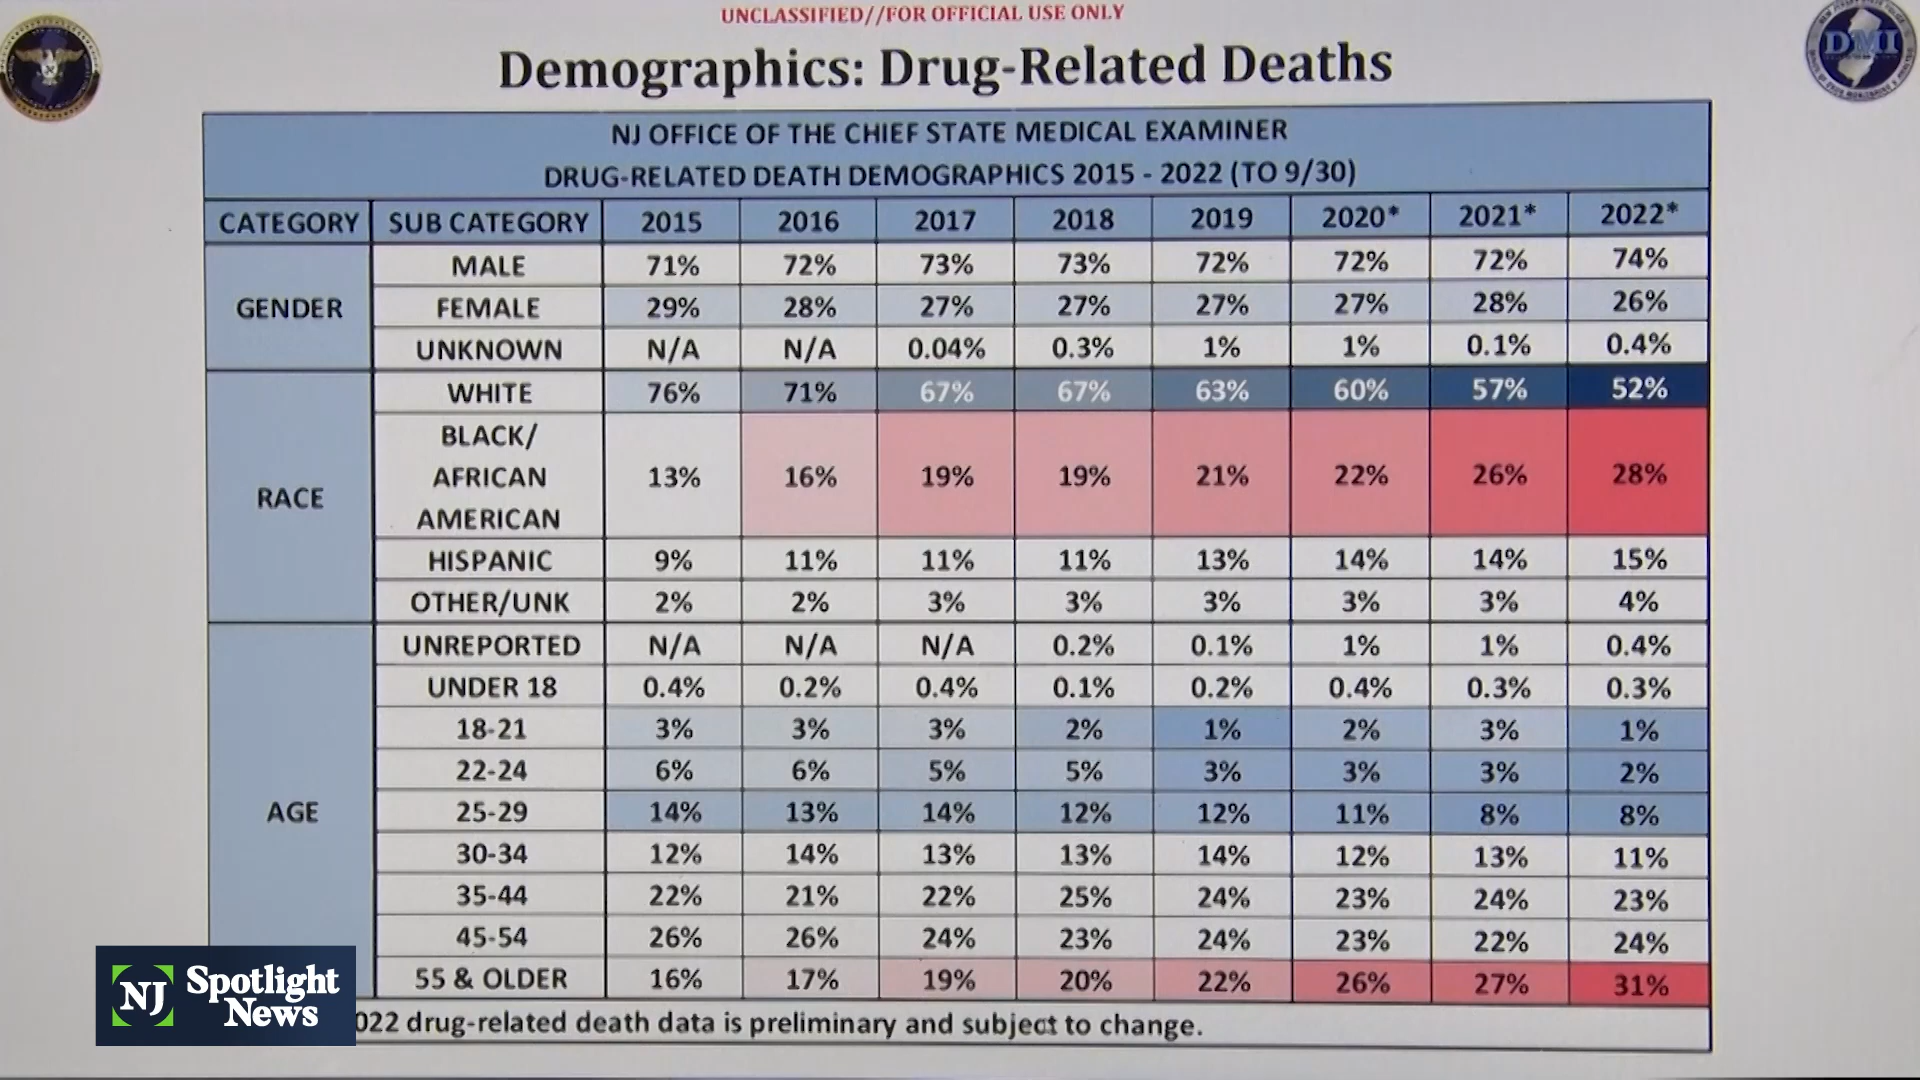 UNCLASSIFIED//FOR OFFICIAL USE ONLY
DMI
Demographics: Drug-Related Deaths
NJ OFFICE OF THE CHIEF STATE MEDICAL EXAMINER
DRUG-RELATED DEATH DEMOGRAPHICS 2015 - 2022 (TO 9/30)
CATEGORY SUB CATEGORY 2015 2016 2017 2018 2019 2020* 2021* 2022*
GENDER
MALE 71% 72% 73% 73% 72% 72% 72% 74%
FEMALE 29% 28% 27% 27% 27% 27% 28% 26%
UNKNOWN N/A N/A 0.04% 0.3% 1% 1% 0.1% 0.4%
RACE
WHITE 76% 71% 67% 67% 63% 60% 57% 52%
BLACK/
AFRICAN
AMERICAN
13% 16% 19% 19% 21% 22% 26% 28%
HISPANIC 9% 11% 11% 11% 13% 14% 14% 15%
OTHER/UNK 2% 2% 3% 3% 3% 3% 3% 4%
AGE
UNREPORTED N/A N/A N/A 0.2% 0.1% 1% 1% 0.4%
UNDER 18 0.4% 0.2% 0.4% 0.1% 0.2% 0.4% 0.3% 0.3%
18-21 3% 3% 3% 2% 1% 2% 3% 1%
22-24 6% 6% 5% 5% 3% 3% 3% 2%
25-29 14% 13% 14% 12% 12% 11% 8% 8%
30-34 12% 14% 13% 13% 14% 12% 13% 11%
35-44 22% 21% 22% 25% 24% 23% 24% 23%
45-54 26% 26% 24% 23% 24% 23% 22% 24%
55 & OLDER 16% 17% 19% 20% 22% 26% 27% 31%
022 drug-related death data is preliminary and subject to change.
NJ Spotlight
News